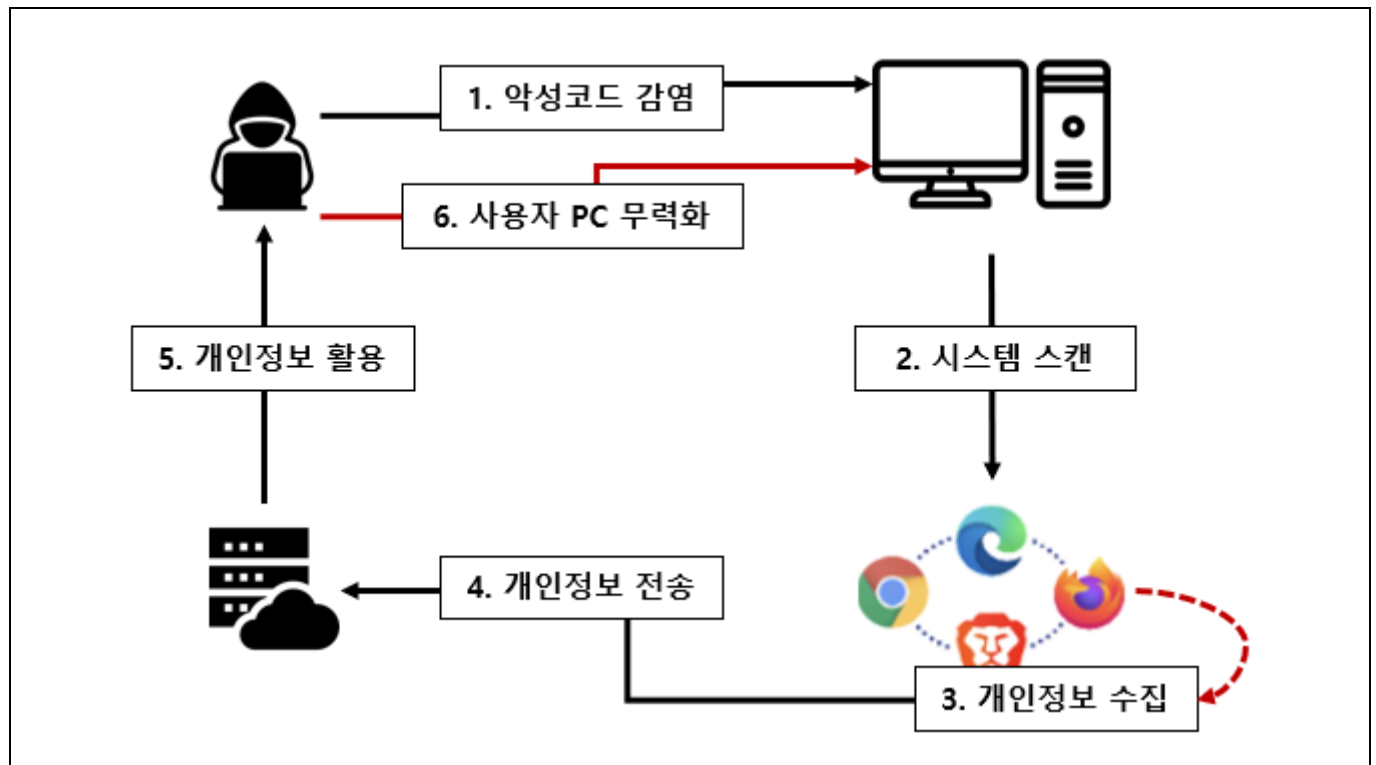 1. 악성코드 감염
6. 사용자 PC 무력화
5. 개인정보 활용
2. 시스템 스캔
4. 개인정보 전송
3. 개인정보 수집